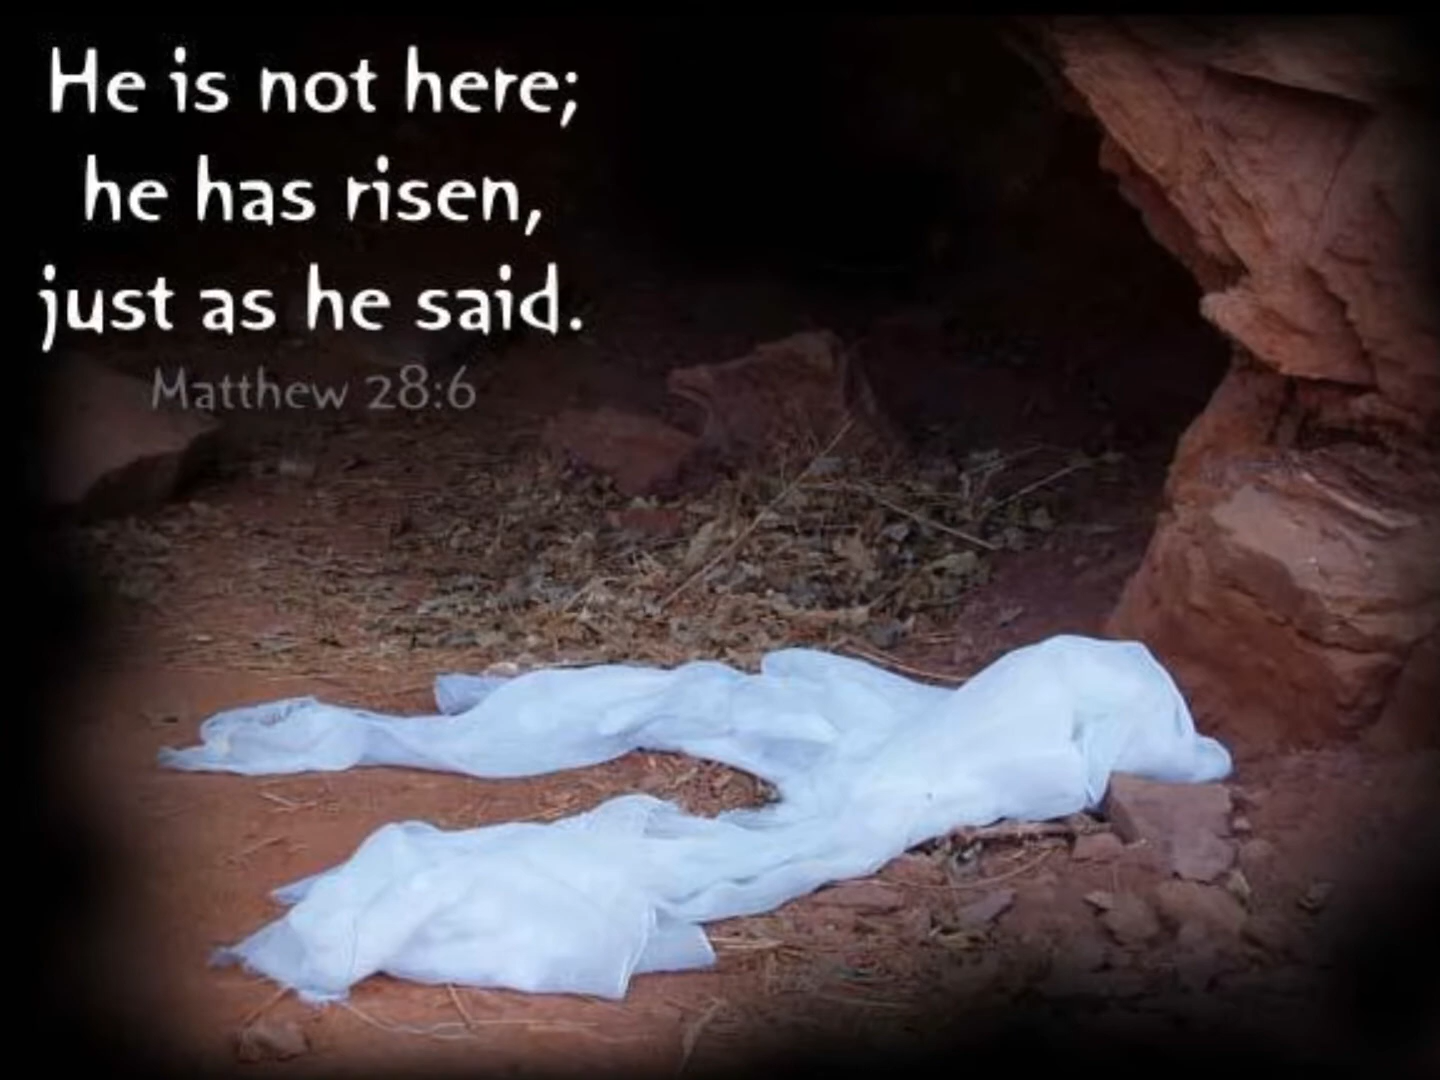 He is not here;
he has risen,
just as he said.
Matthew 28:6